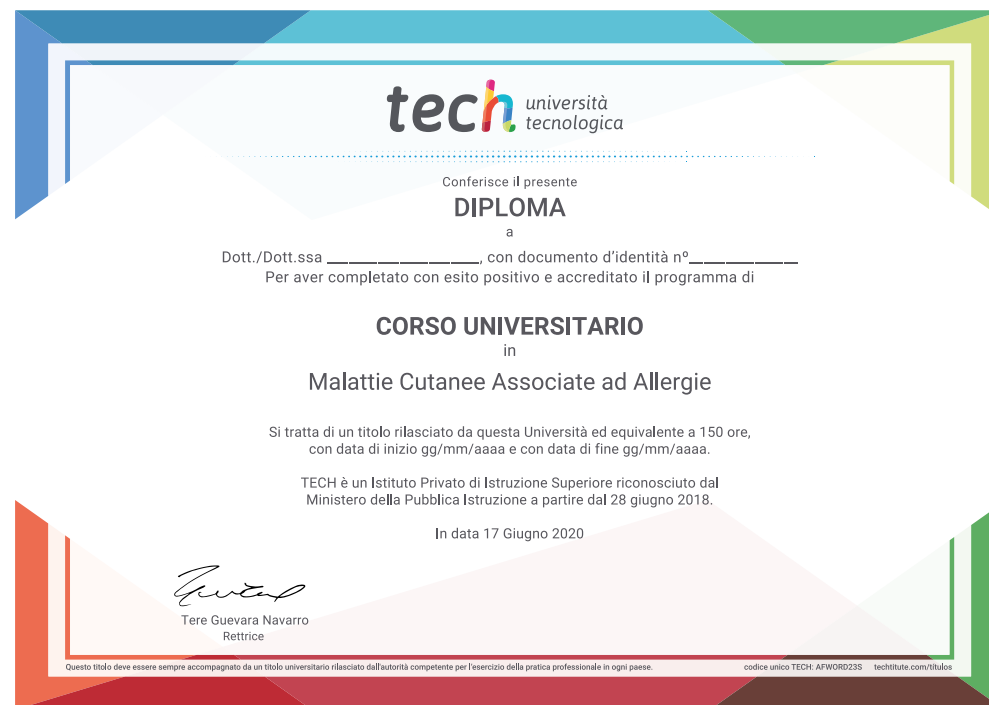 tech università
tecnologica
Conferisce il presente
DIPLOMA
a
Dott./Dott.ssa ___________________, con documento d'identità nº______________
Per aver completato con esito positivo e accreditato il programma di
CORSO UNIVERSITARIO
in
Malattie Cutanee Associate ad Allergie
Si tratta di un titolo rilasciato da questa Università ed equivalente a 150 ore,
con data di inizio gg/mm/aaaa e con data di fine gg/mm/aaaa.
TECH è un Istituto Privato di Istruzione Superiore riconosciuto dal
Ministero della Pubblica Istruzione a partire dal 28 giugno 2018.
In data 17 Giugno 2020
Tere Guevara Navarro
Rettrice
Questo titolo deve essere sempre accompagnato da un titolo universitario rilasciato dall'autorità competente per l'esercizio della pratica professionale in ogni paese. codice unico TECH: AFWORD23S techtitute.com/titulos